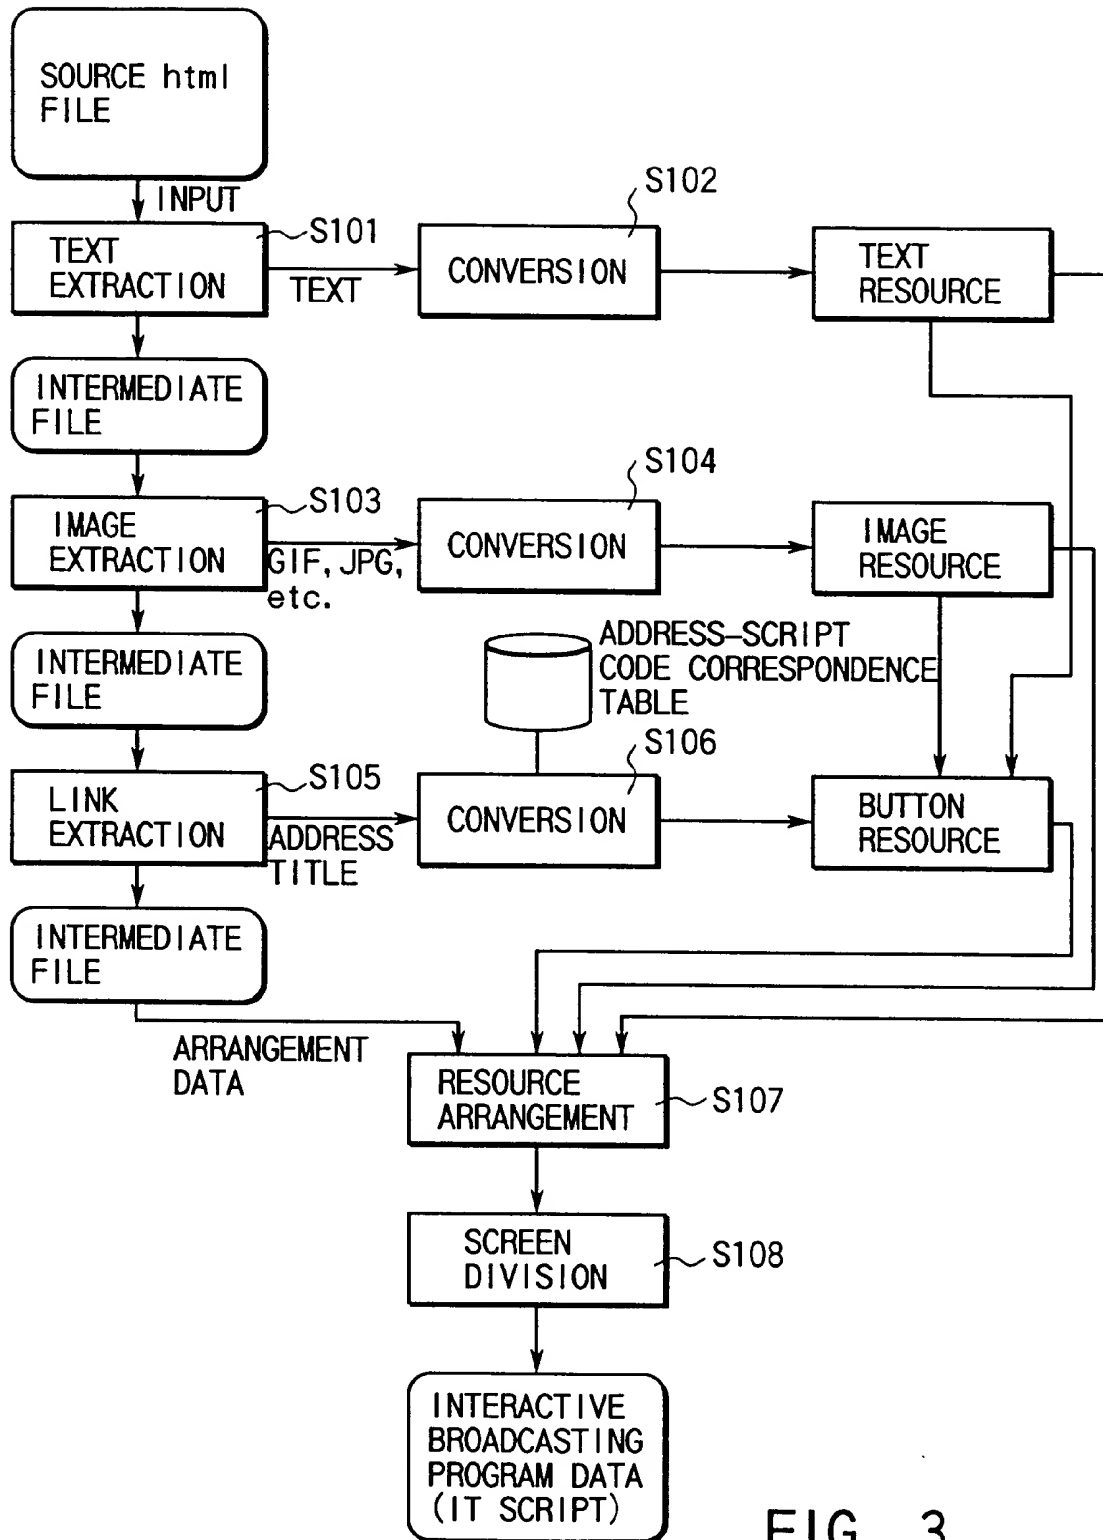 SOURCE html
FILE
INPUT
S101
S102
TEXT
EXTRACTION
TEXT
CONVERSION
TEXT
RESOURCE
INTERMEDIATE
FILE
S103
S104
IMAGE
EXTRACTION
GIF, JPG,
etc.
CONVERSION
IMAGE
RESOURCE
INTERMEDIATE
FILE
ADDRESS-SCRIPT
CODE CORRESPONDENCE
TABLE
S105
S106
LINK
EXTRACTION
ADDRESS
TITLE
CONVERSION
BUTTON
RESOURCE
INTERMEDIATE
FILE
ARRANGEMENT
DATA
RESOURCE
ARRANGEMENT
S107
SCREEN
DIVISION
S108
INTERACTIVE
BROADCASTING
PROGRAM DATA
(IT SCRIPT)
FIG. 3